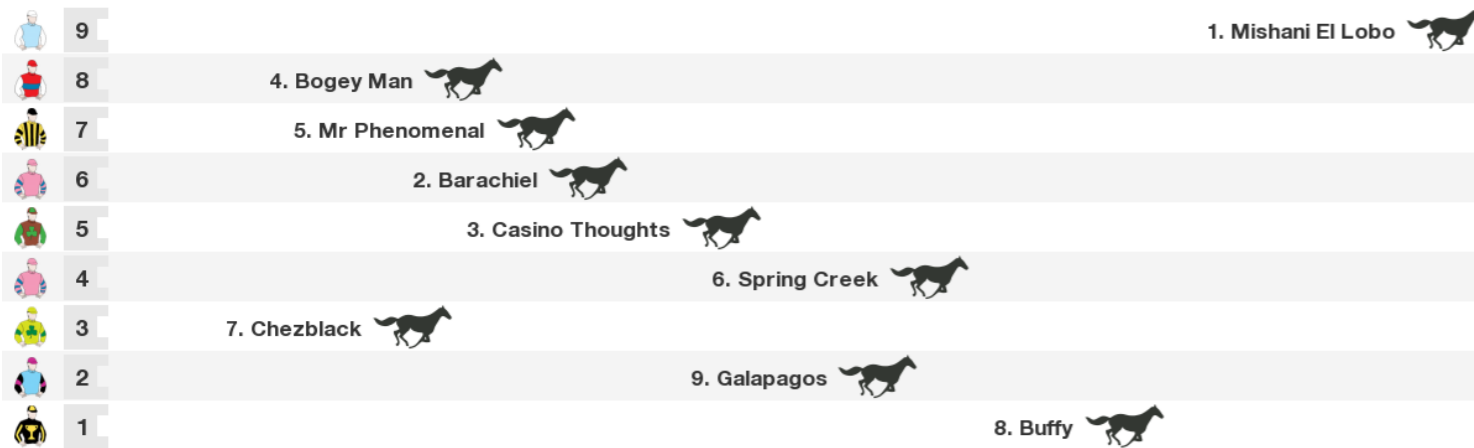 9 1. Mishani El Lobo
8 4. Bogey Man
7 5. Mr Phenomenal
6 2. Barachiel
5 3. Casino Thoughts
4 6. Spring Creek
3 7. Chezblack
2 9. Galapagos
1 8. Buffy